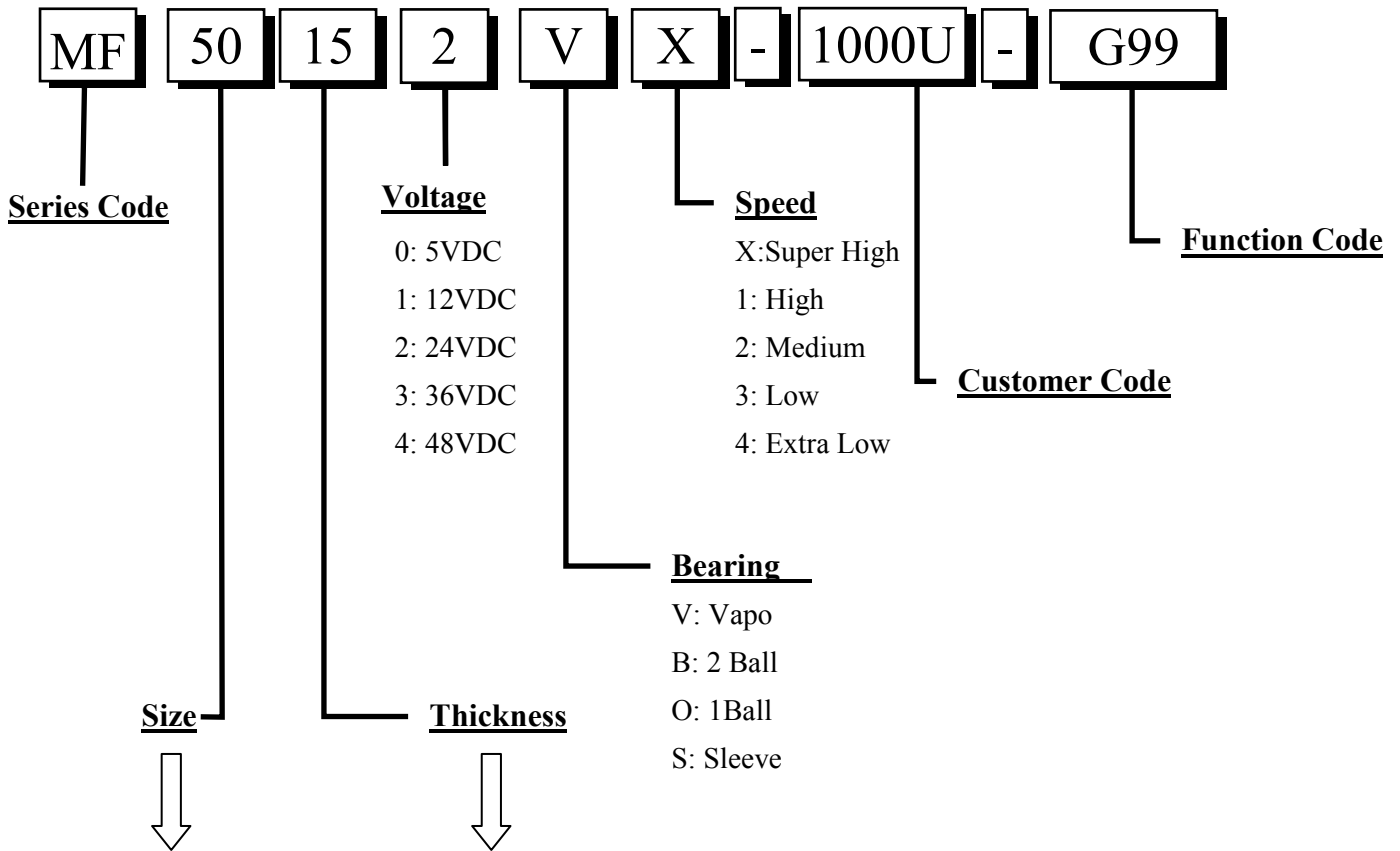 MF 50 15 2 V X - 1000U - G99
Series Code
Voltage
0: 5VDC
1: 12VDC
2: 24VDC
3: 36VDC
4: 48VDC
Speed
X:Super High
1: High
2: Medium
3: Low
4: Extra Low
Function Code
Customer Code
Bearing
V: Vapo
B: 2 Ball
O: 1Ball
S: Sleeve
Size
Thickness